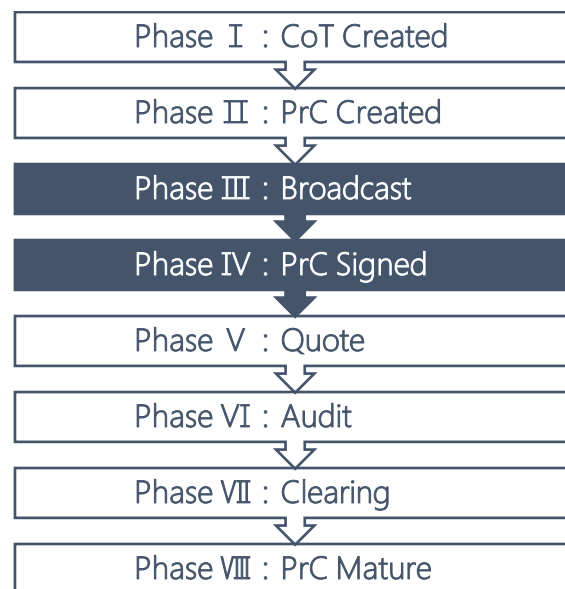 Phase Ⅰ : CoT Created
Phase Ⅱ : PrC Created
Phase Ⅲ : Broadcast
Phase Ⅳ : PrC Signed
Phase Ⅴ : Quote
Phase Ⅵ : Audit
Phase Ⅶ : Clearing
Phase Ⅷ : PrC Mature